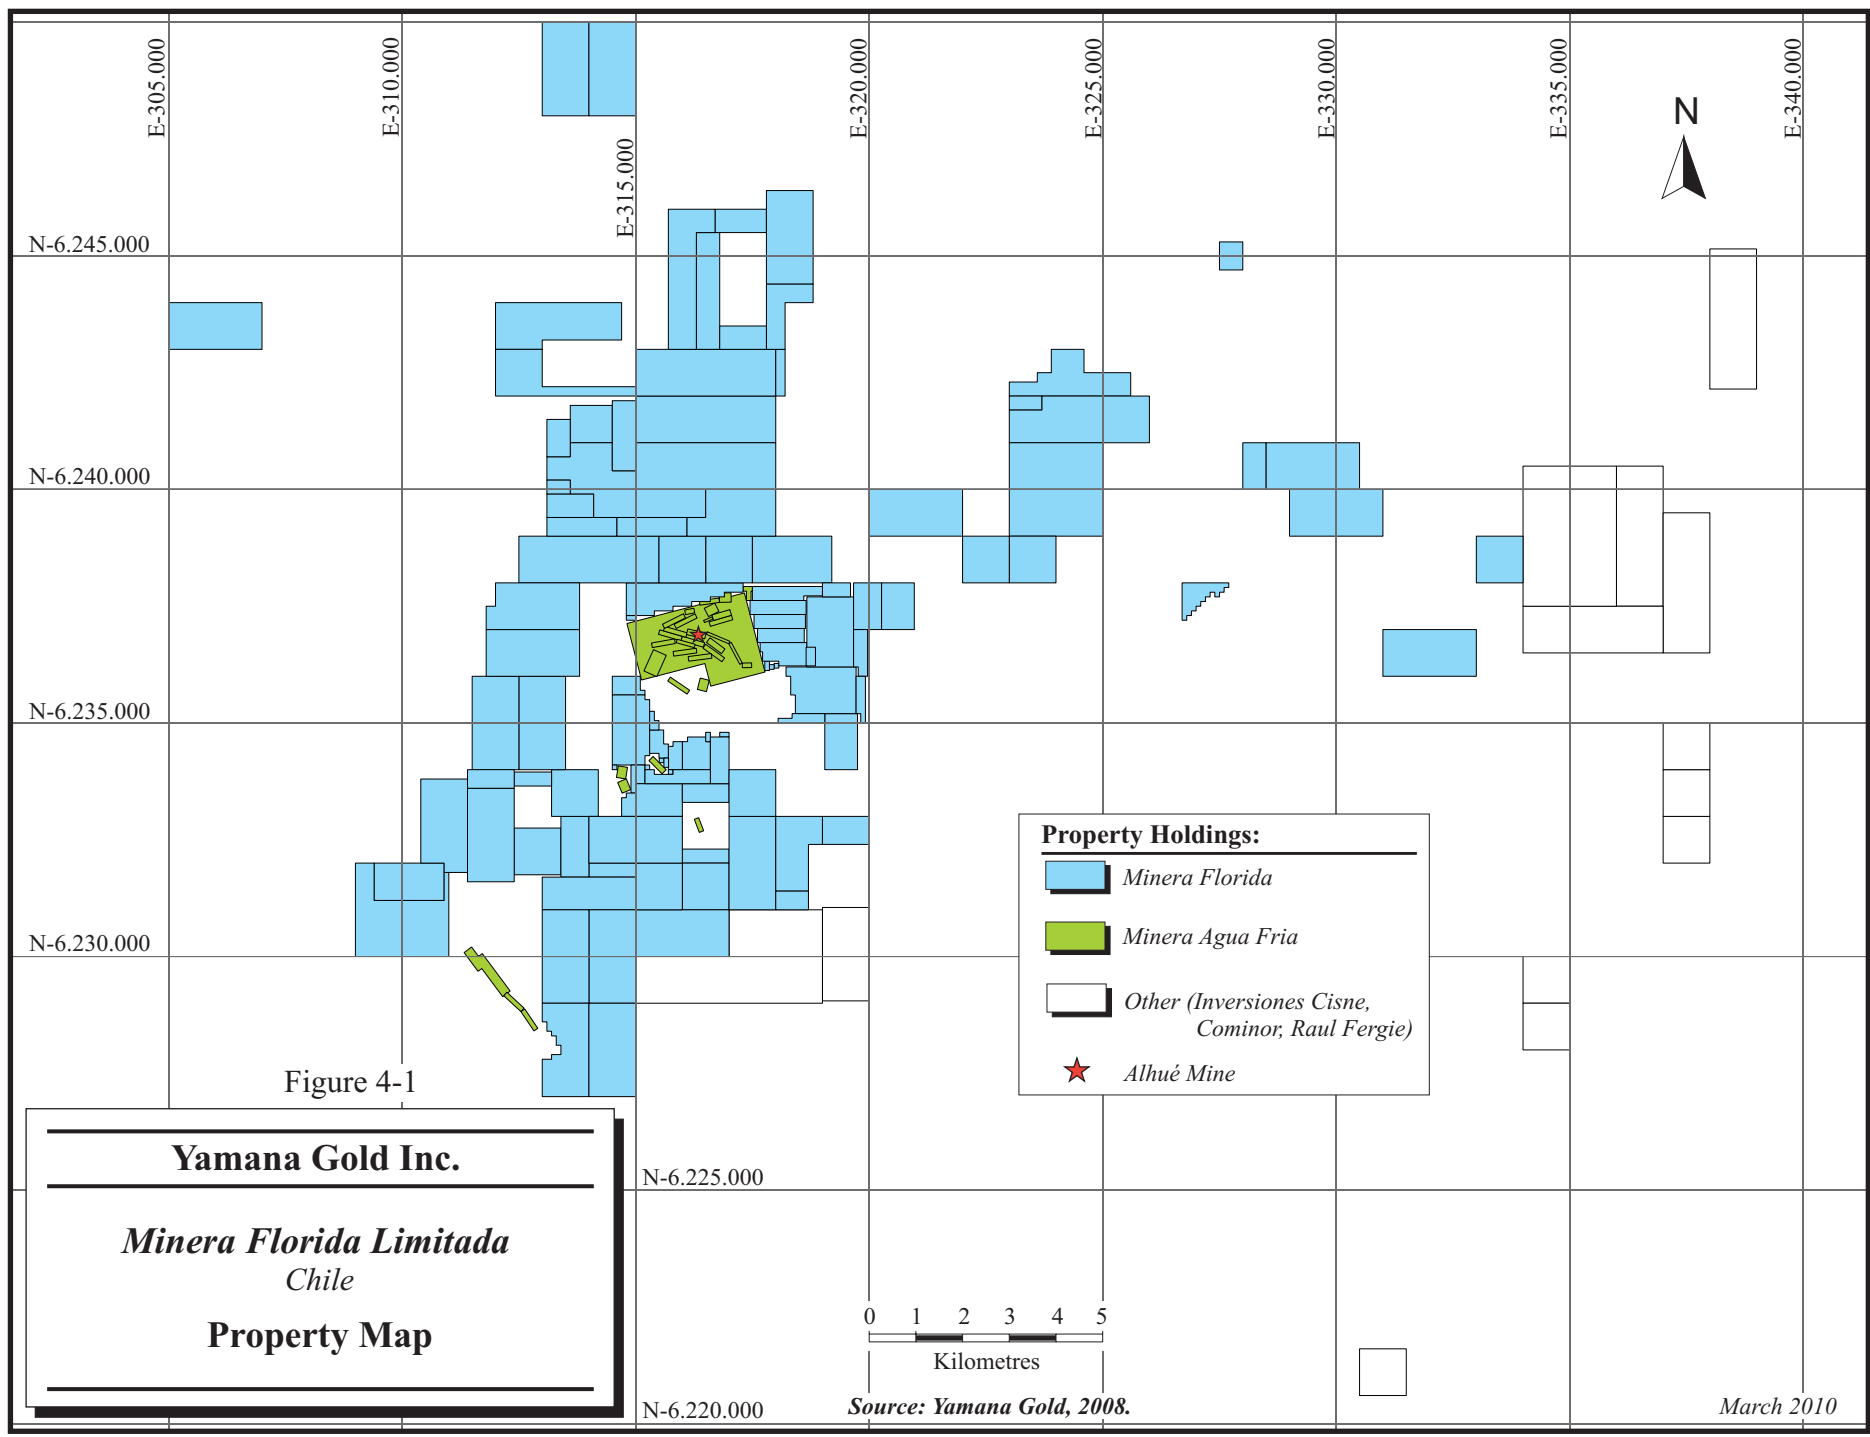 E-305.000
E-310.000
E-315.000
E-320.000
E-325.000
E-330.000
E-335.000
E-340.000
N
N-6.245.000
N-6.240.000
N-6.235.000
N-6.230.000
N-6.225.000
N-6.220.000
Property Holdings:
Minera Florida
Minera Agua Fria
Other (Inversiones Cisne,
Cominor, Raul Fergie)
Alhué Mine
Figure 4-1
Yamana Gold Inc.
Minera Florida Limitada
Chile
Property Map
0 1 2 3 4 5
Kilometres
Source: Yamana Gold, 2008.
March 2010